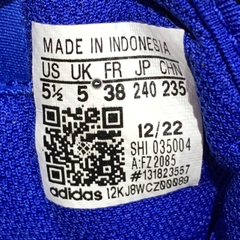 MADE IN INDONESIA
US UK FR JP CHN
5½ 5 38 240 235
12/22
SHI 035004
A:FZ2085
#131823557
adidas 12KJ8WCZ00089